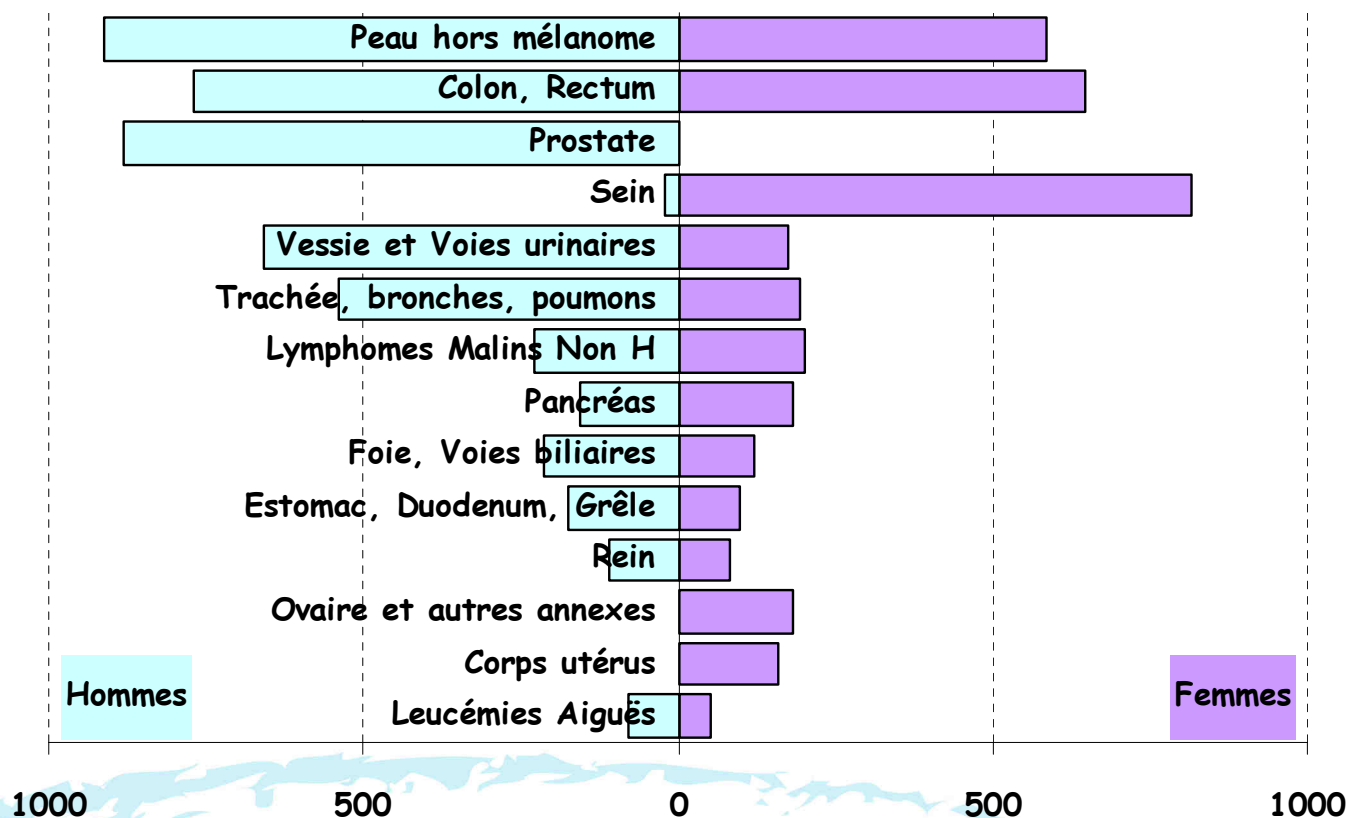 Peau hors mélanome
Colon, Rectum
Prostate
Sein
Vessie et Voies urinaires
Trachée, bronches, poumons
Lymphomes Malins Non H
Pancréas
Foie, Voies biliaires
Estomac, Duodenum, Grêle
Rein
Ovaire et autres annexes
Corps utérus
Hommes
Femmes
Leucémies Aiguës
1000 500 0 500 1000